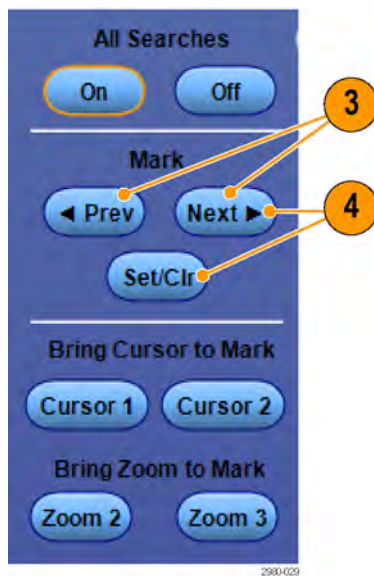 All Searches
On Off
3
Mark
◄ Prev Next ►
4
Set/Clr
Bring Cursor to Mark
Cursor 1 Cursor 2
Bring Zoom to Mark
Zoom 2 Zoom 3
2980-029